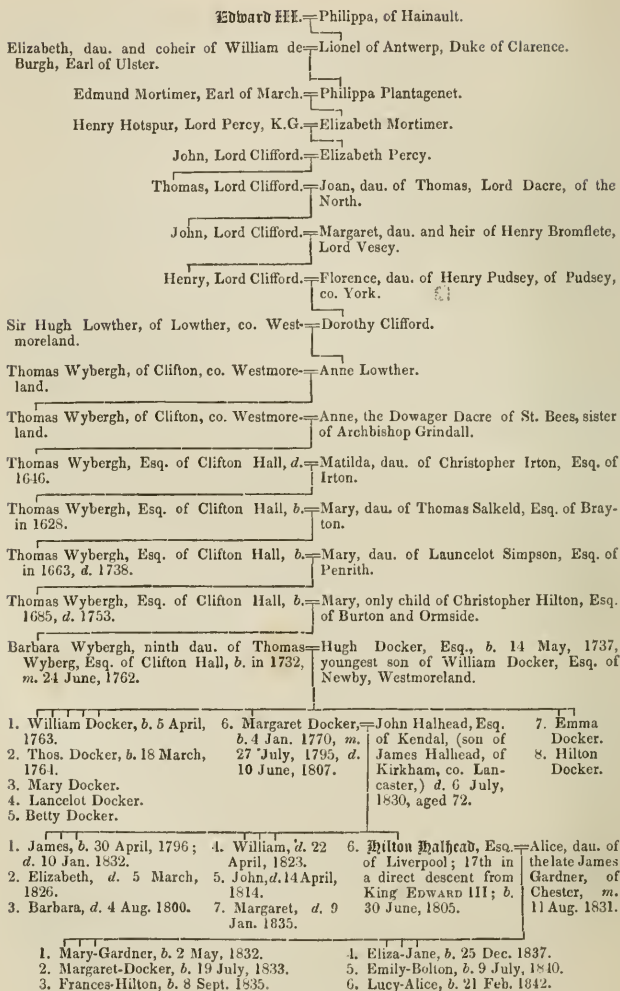 Edward III.=Philippa, of Hainault.
Elizabeth, dau. and coheir of William de=Lionel of Antwerp, Duke of Clarence.
Burgh, Earl of Ulster.
Edmund Mortimer, Earl of March.=Philippa Plantagenet.
Henry Hotspur, Lord Percy, K.G.=Elizabeth Mortimer.
John, Lord Clifford.=Elizabeth Percy.
Thomas, Lord Clifford.=Joan, dau. of Thomas, Lord Dacre, of the
North.
John, Lord Clifford.=Margaret, dau. and heir of Henry Bromflete,
Lord Vesey.
Henry, Lord Clifford.=Florence, dau. of Henry Pudsey, of Pudsey,
co. York.
Sir Hugh Lowther, of Lowther, co. West-=Dorothy Clifford.
moreland.
Thomas Wybergh, of Clifton, co. Westmore-=Anne Lowther.
land.
Thomas Wybergh, of Clifton, co. Westmore-=Anne, the Dowager Dacre of St. Bees, sister
land. of Archbishop Grindall.
Thomas Wybergh, Esq. of Clifton Hall, d.=Matilda, dau. of Christopher Irton, Esq. of
1646. Irton.
Thomas Wybergh, Esq. of Clifton Hall, b.=Mary, dau. of Thomas Salkeld, Esq. of Bray-
in 1628. ton.
Thomas Wybergh, Esq. of Clifton Hall, b.=Mary, dau. of Launcelot Simpson, Esq. of
in 1663, d. 1738. Penrith.
Thomas Wybergh, Esq. of Clifton Hall, b.=Mary, only child of Christopher Hilton, Esq.
1685, d. 1753. of Burton and Ormside.
Barbara Wybergh, ninth dau. of Thomas=Hugh Docker, Esq., b. 14 May, 1737,
Wyberg, Esq. of Clifton Hall, b. in 1732, youngest son of William Docker, Esq. of
m. 24 June, 1762. Newby, Westmoreland.
1. William Docker, b. 5 April,
1763.
2. Thos. Docker, b. 18 March,
1764.
3. Mary Docker.
4. Lancelot Docker.
5. Betty Docker.
6. Margaret Docker,=John Halhead, Esq.
b. 4 Jan. 1770, m. of Kendal, (son of
27 July, 1795, d. James Halhead, of
10 June, 1807. Kirkham, co. Lan-
caster,) d. 6 July,
1830, aged 72.
7. Emma
Docker.
8. Hilton
Docker.
1. James, b. 30 April, 1796;
d. 10 Jan. 1832.
2. Elizabeth, d. 5 March,
1826.
3. Barbara, d. 4 Aug. 1800.
4. William, d. 22
April, 1823.
5. John, d. 14 April,
1814.
7. Margaret, d. 9
Jan. 1835.
6. Hilton Halhead, Esq.=Alice, dau. of
of Liverpool; 17th in the late James
a direct descent from Gardner, of
King EDWARD III; b. Chester, m.
30 June, 1805. 11 Aug. 1831.
1. Mary-Gardner, b. 2 May, 1832.
2. Margaret-Docker, b. 19 July, 1833.
3. Frances-Hilton, b. 8 Sept. 1835.
4. Eliza-Jane, b. 25 Dec. 1837.
5. Emily-Bolton, b. 9 July, 1840.
6. Lucy-Alice, b. 21 Feb. 1842.